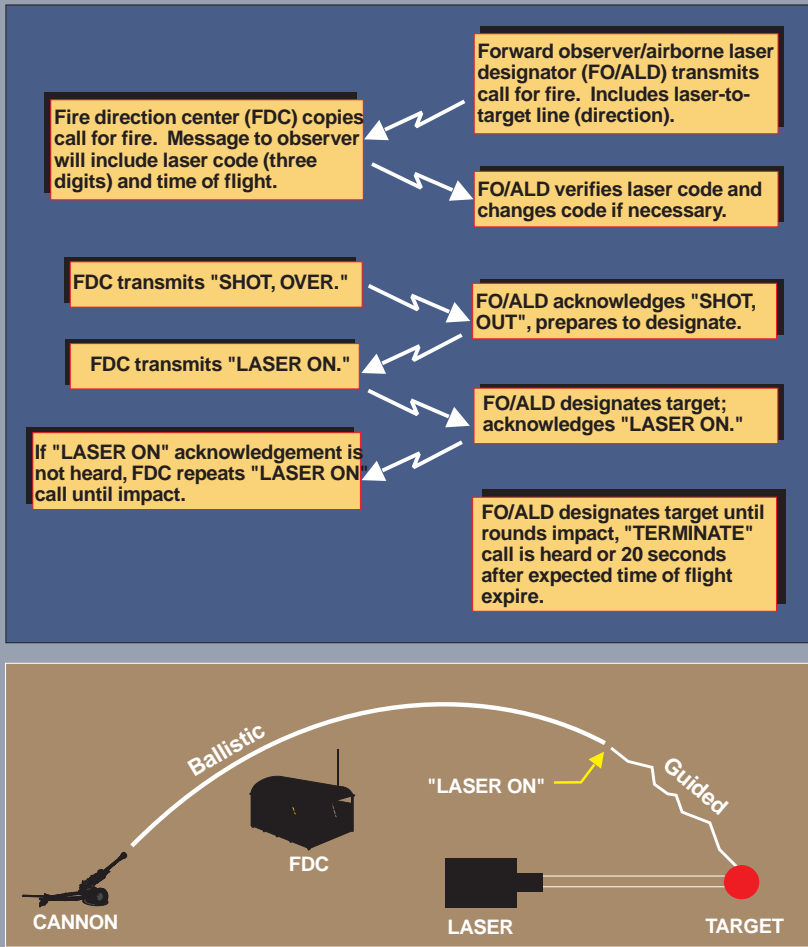 Forward observer/airborne laser
designator (FO/ALD) transmits
call for fire. Includes laser-to-
target line (direction).
Fire direction center (FDC) copies
call for fire. Message to observer
will include laser code (three
digits) and time of flight.
FO/ALD verifies laser code and
changes code if necessary.
FDC transmits "SHOT, OVER."
FO/ALD acknowledges "SHOT,
OUT", prepares to designate.
FDC transmits "LASER ON."
FO/ALD designates target;
acknowledges "LASER ON."
If "LASER ON" acknowledgement is
not heard, FDC repeats "LASER ON"
call until impact.
FO/ALD designates target until
rounds impact, "TERMINATE"
call is heard or 20 seconds
after expected time of flight
expire.
Ballistic
"LASER ON"
Guided
FDC
CANNON
LASER
TARGET